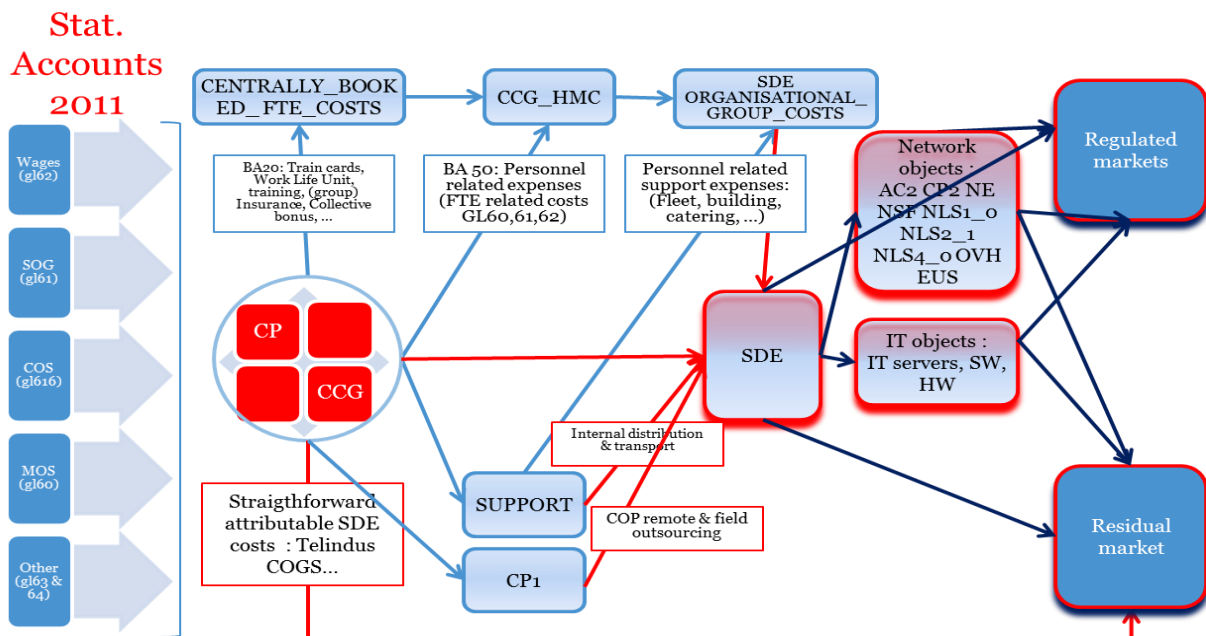 Stat.
Accounts
2011
Wages
(gl62)
SOG
(gl61)
COS
(gl616)
MOS
(gl60)
Other
(gl63 &
64)
CENTRALLY_BOOK
ED_FTE_COSTS
CCG_HMC
SDE
ORGANISATIONAL_
GROUP_COSTS
BA20: Train cards,
Work Life Unit,
training, (group)
Insurance, Collective
bonus, ...
BA 50: Personnel
related expenses
(FTE related costs
GL60,61,62)
Personnel related
support expenses:
(Fleet, building,
catering, ...)
CP
CCG
Straigthforward
attributable SDE
costs : Telindus
COGS...
SUPPORT
CP1
Internal distribution
& transport
COP remote & field
outsourcing
SDE
Network
objects :
AC2 CP2 NE
NSF NLS1_0
NLS2_1
NLS4_0 OVH
EUS
IT objects :
IT servers, SW,
HW
Regulated
markets
Residual
market